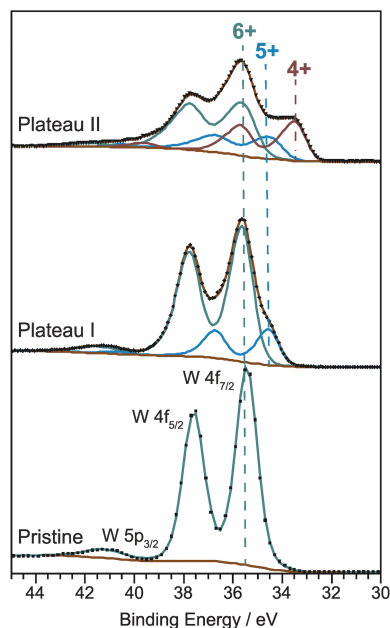 6+
5+
4+
Plateau II
Plateau I
W 4f7/2
W 4f5/2
Pristine
W 5p3/2
44 42 40 38 36 34 32 30
Binding Energy / eV